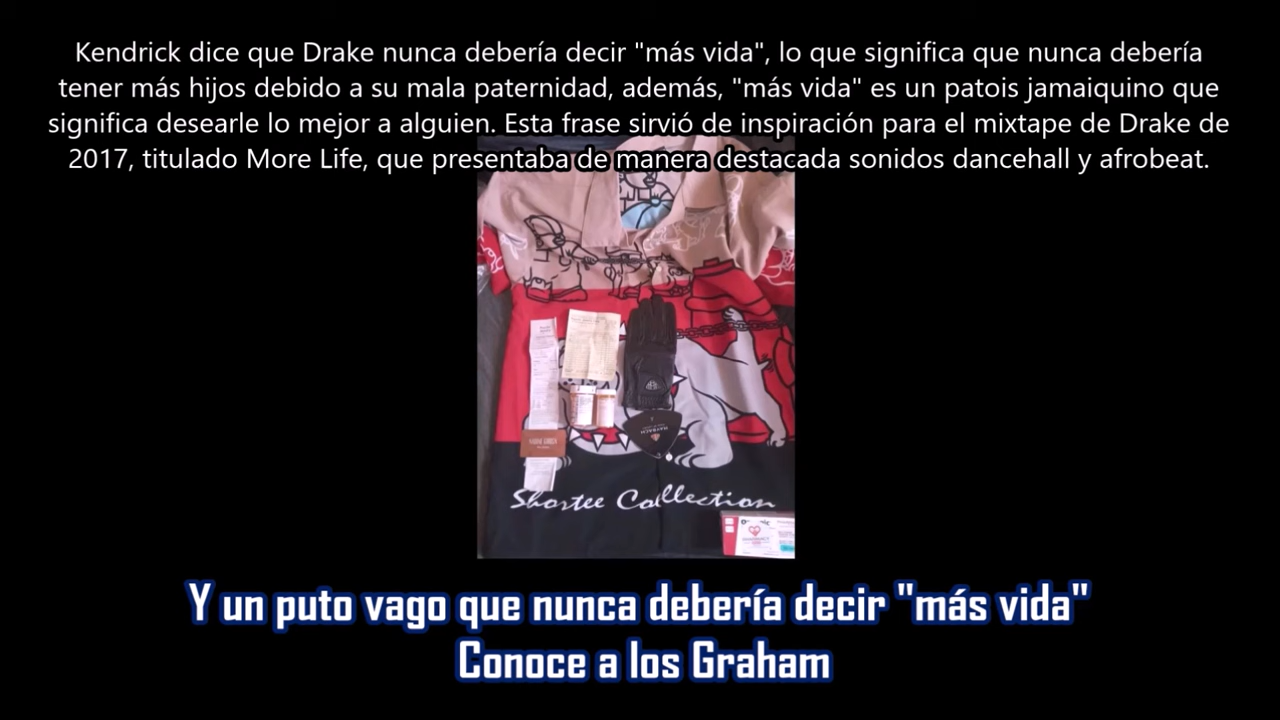 Kendrick dice que Drake nunca debería decir "más vida", lo que significa que nunca debería
tener más hijos debido a su mala paternidad, además, "más vida" es un patois jamaiquino que
significa desearle lo mejor a alguien. Esta frase sirvió de inspiración para el mixtape de Drake de
2017, titulado More Life, que presentaba de manera destacada sonidos dancehall y afrobeat.
MAYBACH
Shortee Collection
Y un puto vago que nunca debería decir "más vida"
Conoce a los Graham